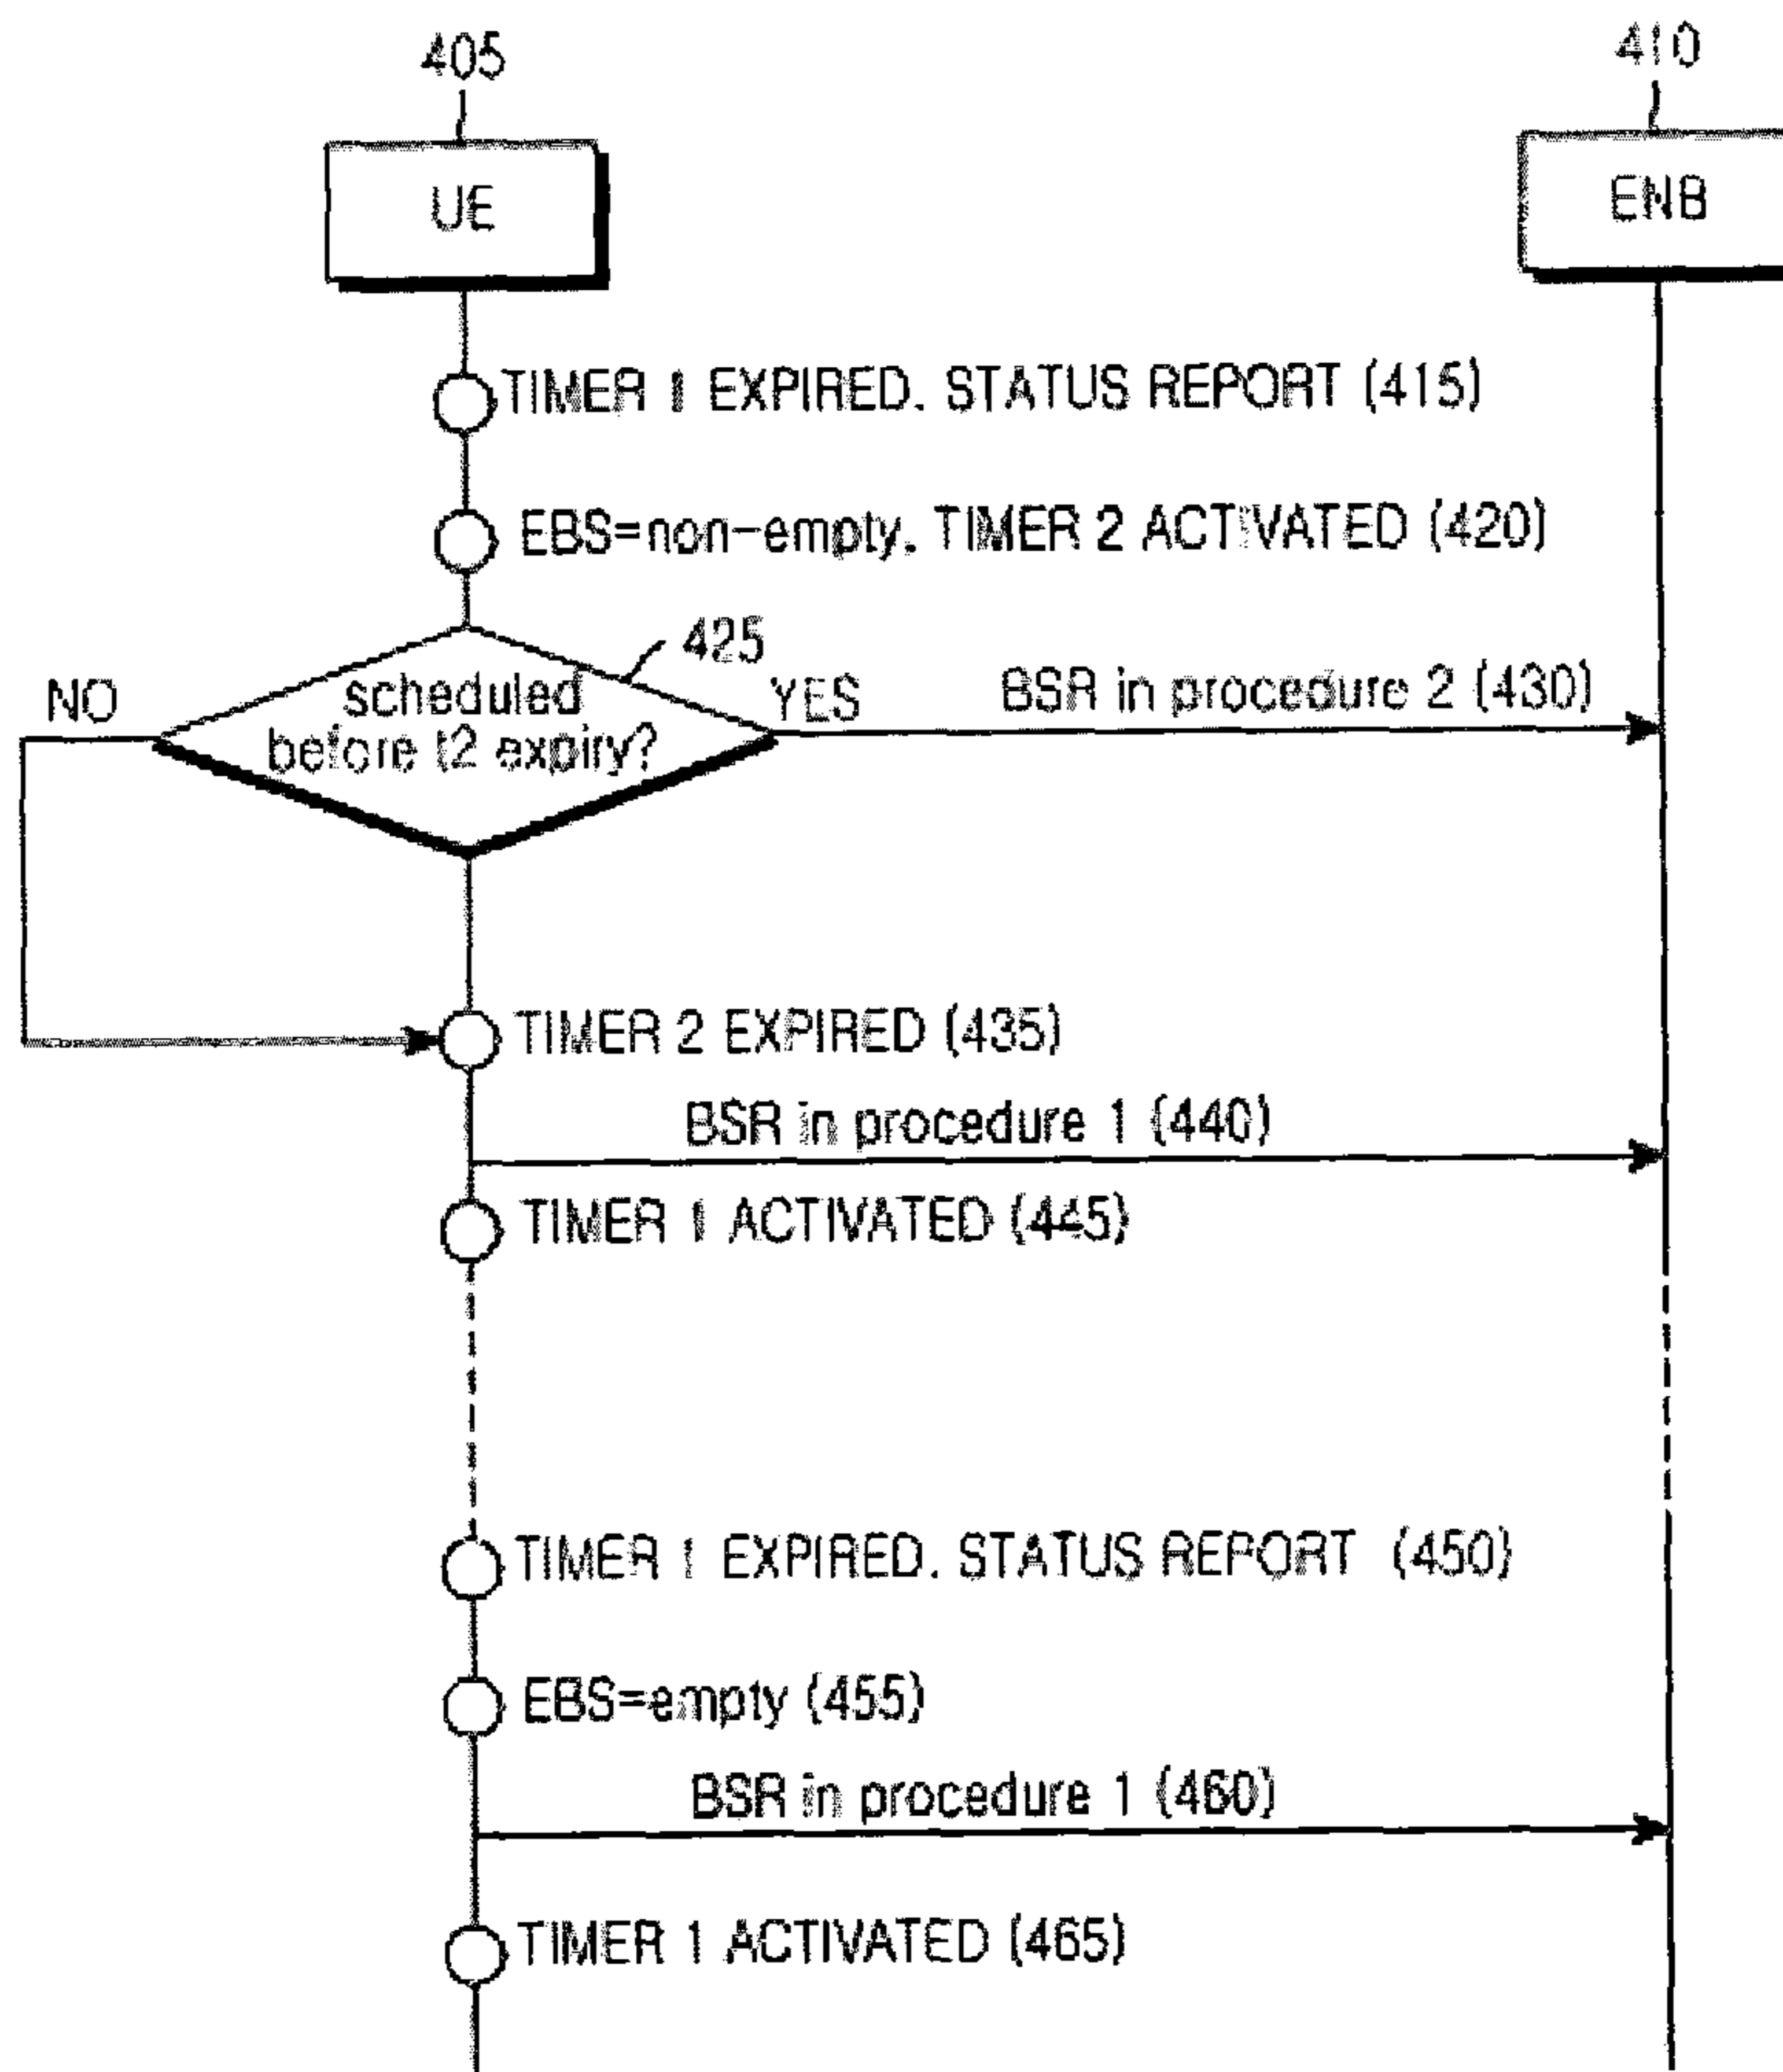 405
410
UE
ENB
TIMER 1 EXPIRED. STATUS REPORT (415)
EBS=non-empty. TIMER 2 ACTIVATED (420)
425
NO
scheduled
before t2 expiry?
YES
BSR in procedure 2 (430)
TIMER 2 EXPIRED (435)
BSR in procedure 1 (440)
TIMER 1 ACTIVATED (445)
TIMER 1 EXPIRED. STATUS REPORT (450)
EBS=empty (455)
BSR in procedure 1 (460)
TIMER 1 ACTIVATED (465)